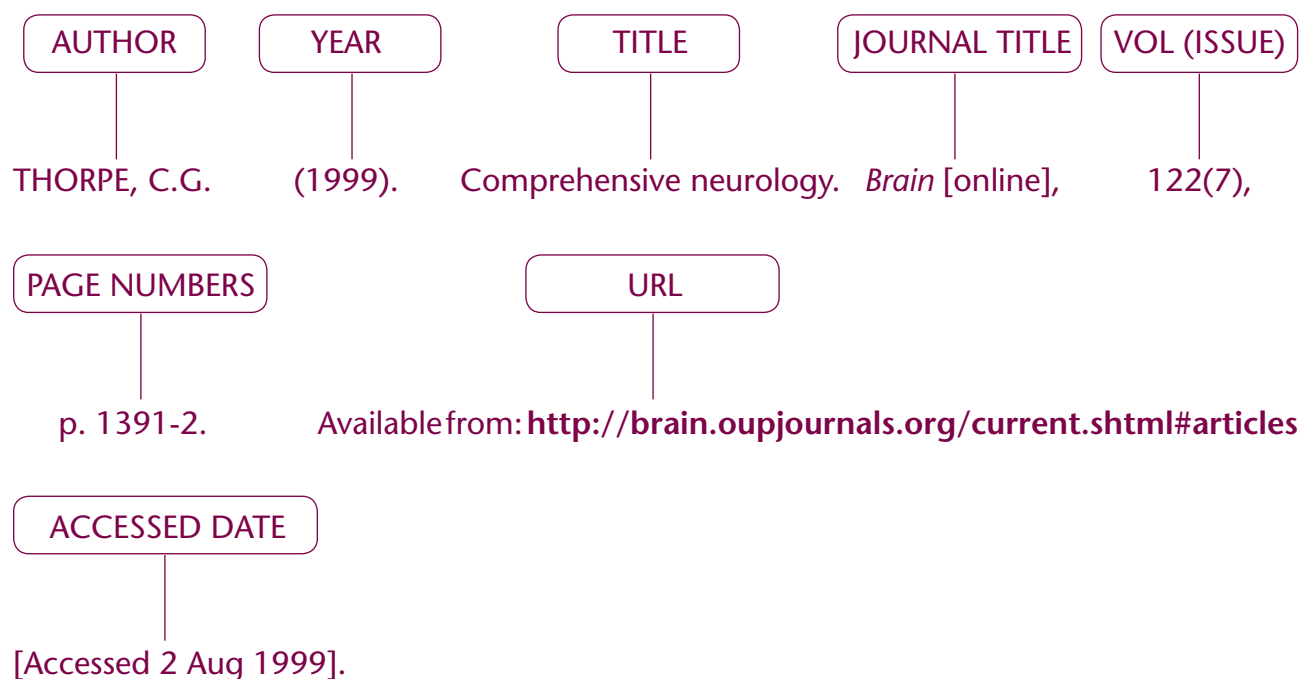 AUTHOR YEAR TITLE JOURNAL TITLE VOL (ISSUE)
THORPE, C.G. (1999). Comprehensive neurology. Brain [online], 122(7),
PAGE NUMBERS URL
p. 1391-2. Available from: http://brain.oupjournals.org/current.shtml#articles
ACCESSED DATE
[Accessed 2 Aug 1999].